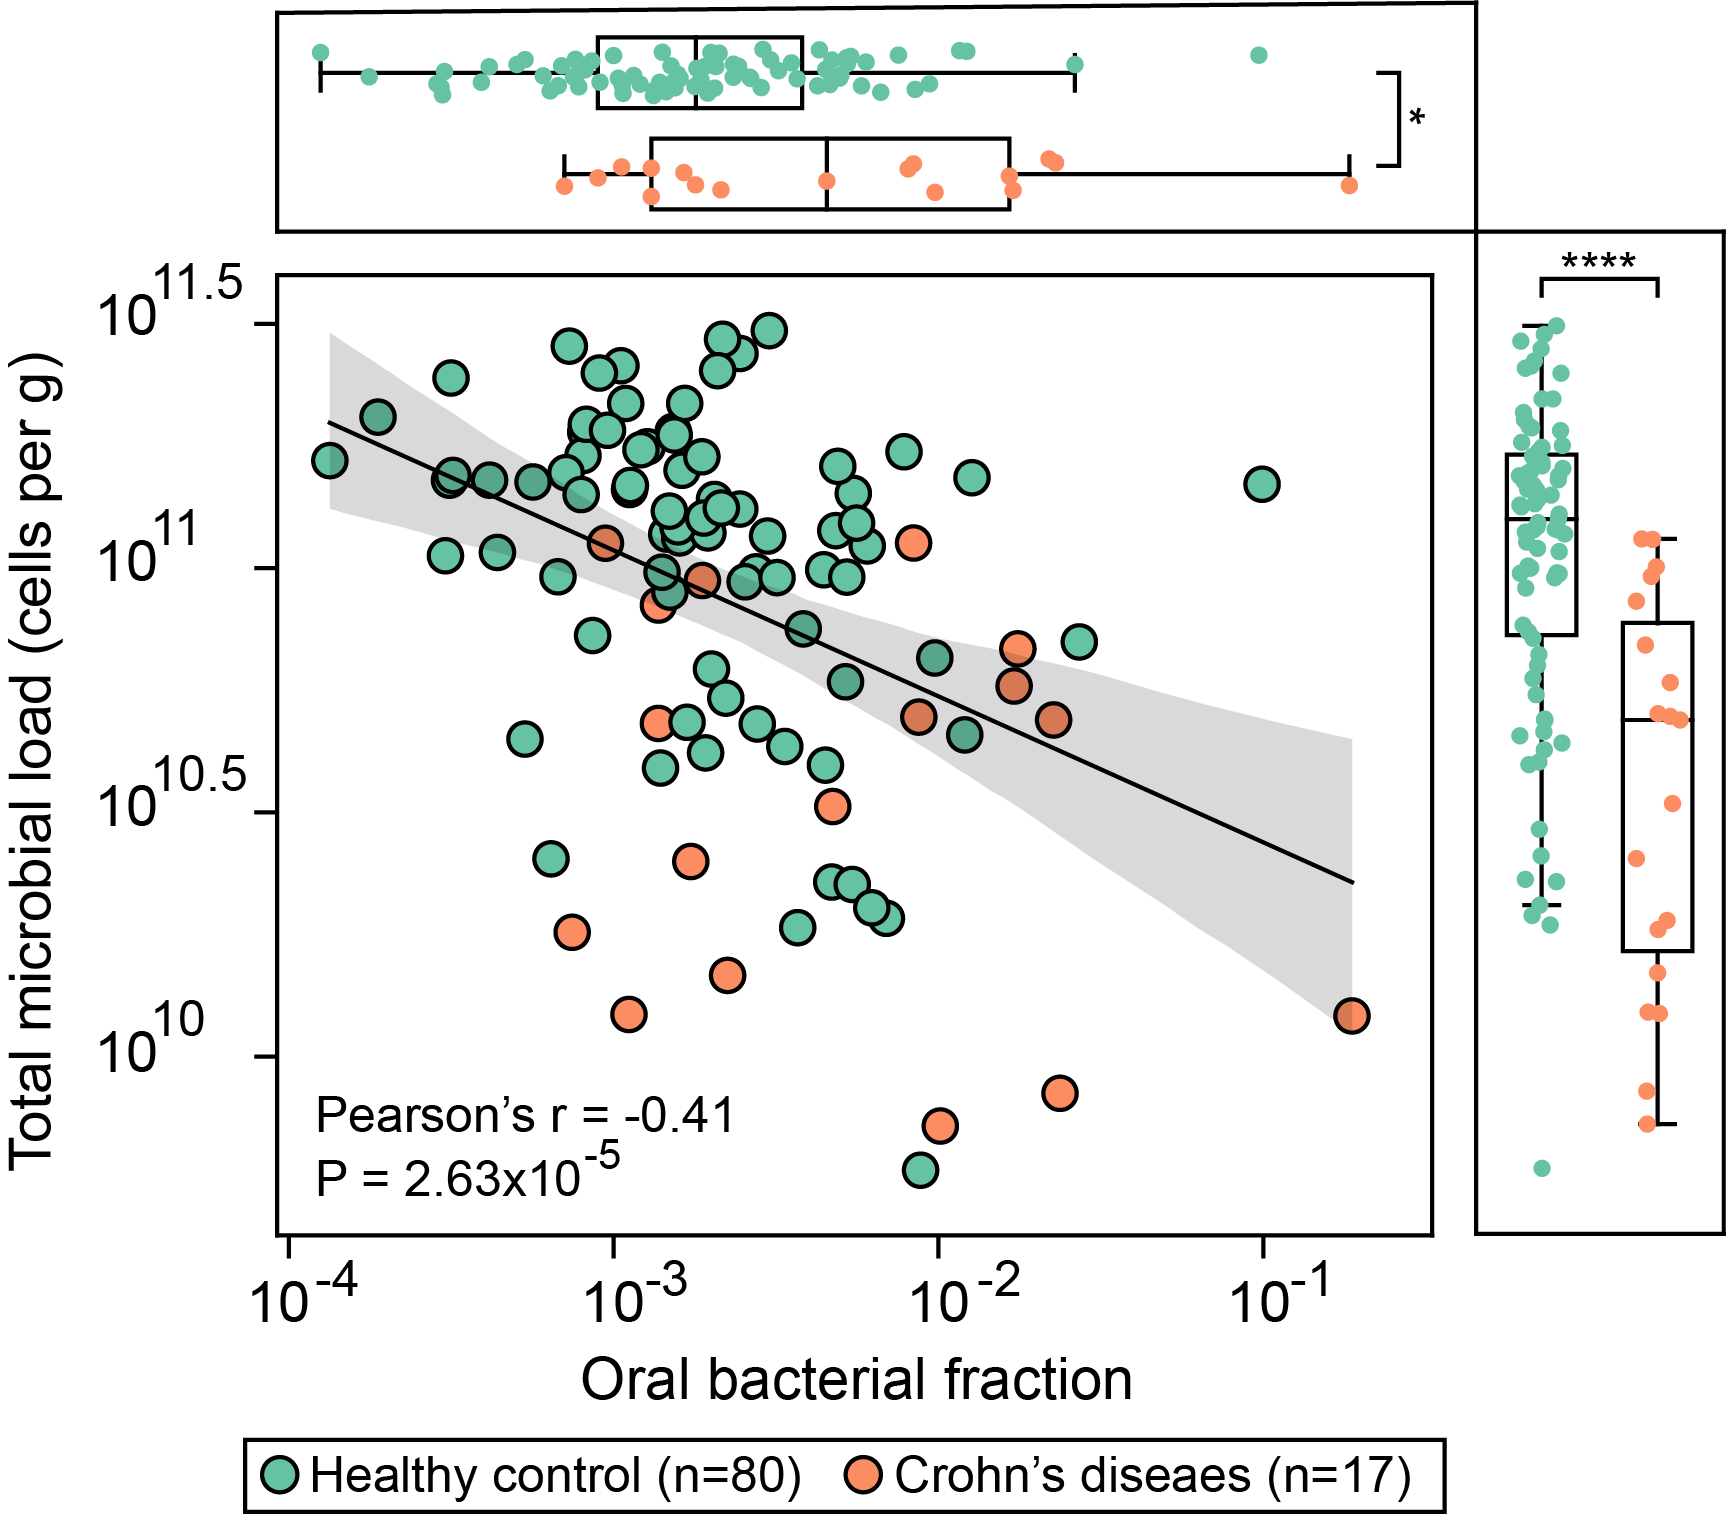 *
****
Total microbial load (cells per g)
10^11.5
10^11
10^10.5
10^10
Pearson’s r = -0.41
P = 2.63x10^-5
10^-4 10^-3 10^-2 10^-1
Oral bacterial fraction
Healthy control (n=80) Crohn’s diseaes (n=17)